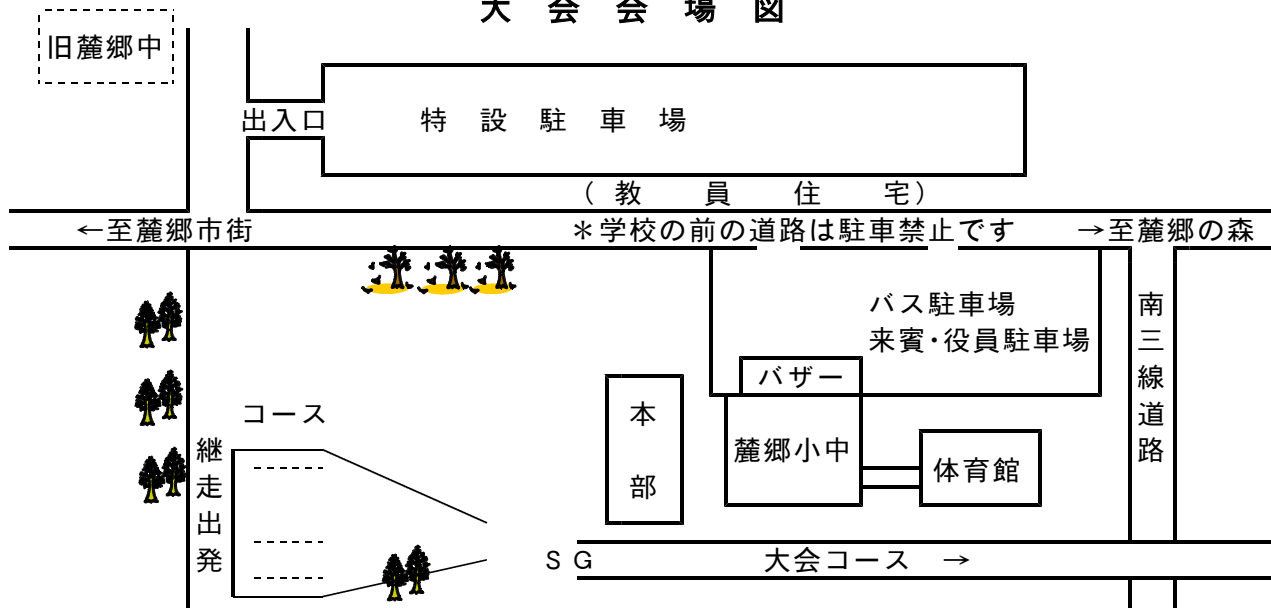 大会会場図
旧麓郷中
出入口
特設駐車場
(教員住宅)
←至麓郷市街
＊学校の前の道路は駐車禁止です
→至麓郷の森
バス駐車場
来賓・役員駐車場
南三線道路
バザー
本部
コース
麓郷小中
体育館
継走出発
ＳＧ
大会コース →